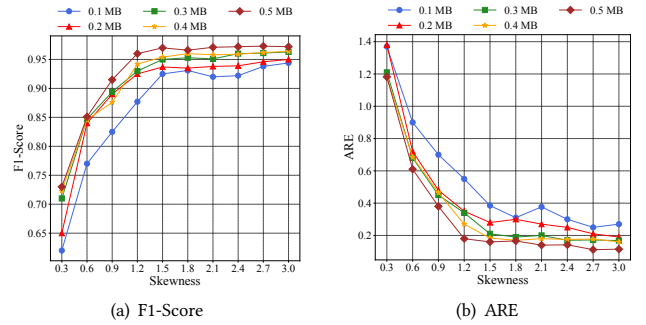 0.1 MB 0.3 MB 0.5 MB
0.2 MB 0.4 MB
F1-Score
0.95
0.90
0.85
0.80
0.75
0.70
0.65
0.3 0.6 0.9 1.2 1.5 1.8 2.1 2.4 2.7 3.0
Skewness
(a) F1-Score
0.1 MB 0.3 MB 0.5 MB
0.2 MB 0.4 MB
ARE
1.4
1.2
1.0
0.8
0.6
0.4
0.2
0.3 0.6 0.9 1.2 1.5 1.8 2.1 2.4 2.7 3.0
Skewness
(b) ARE